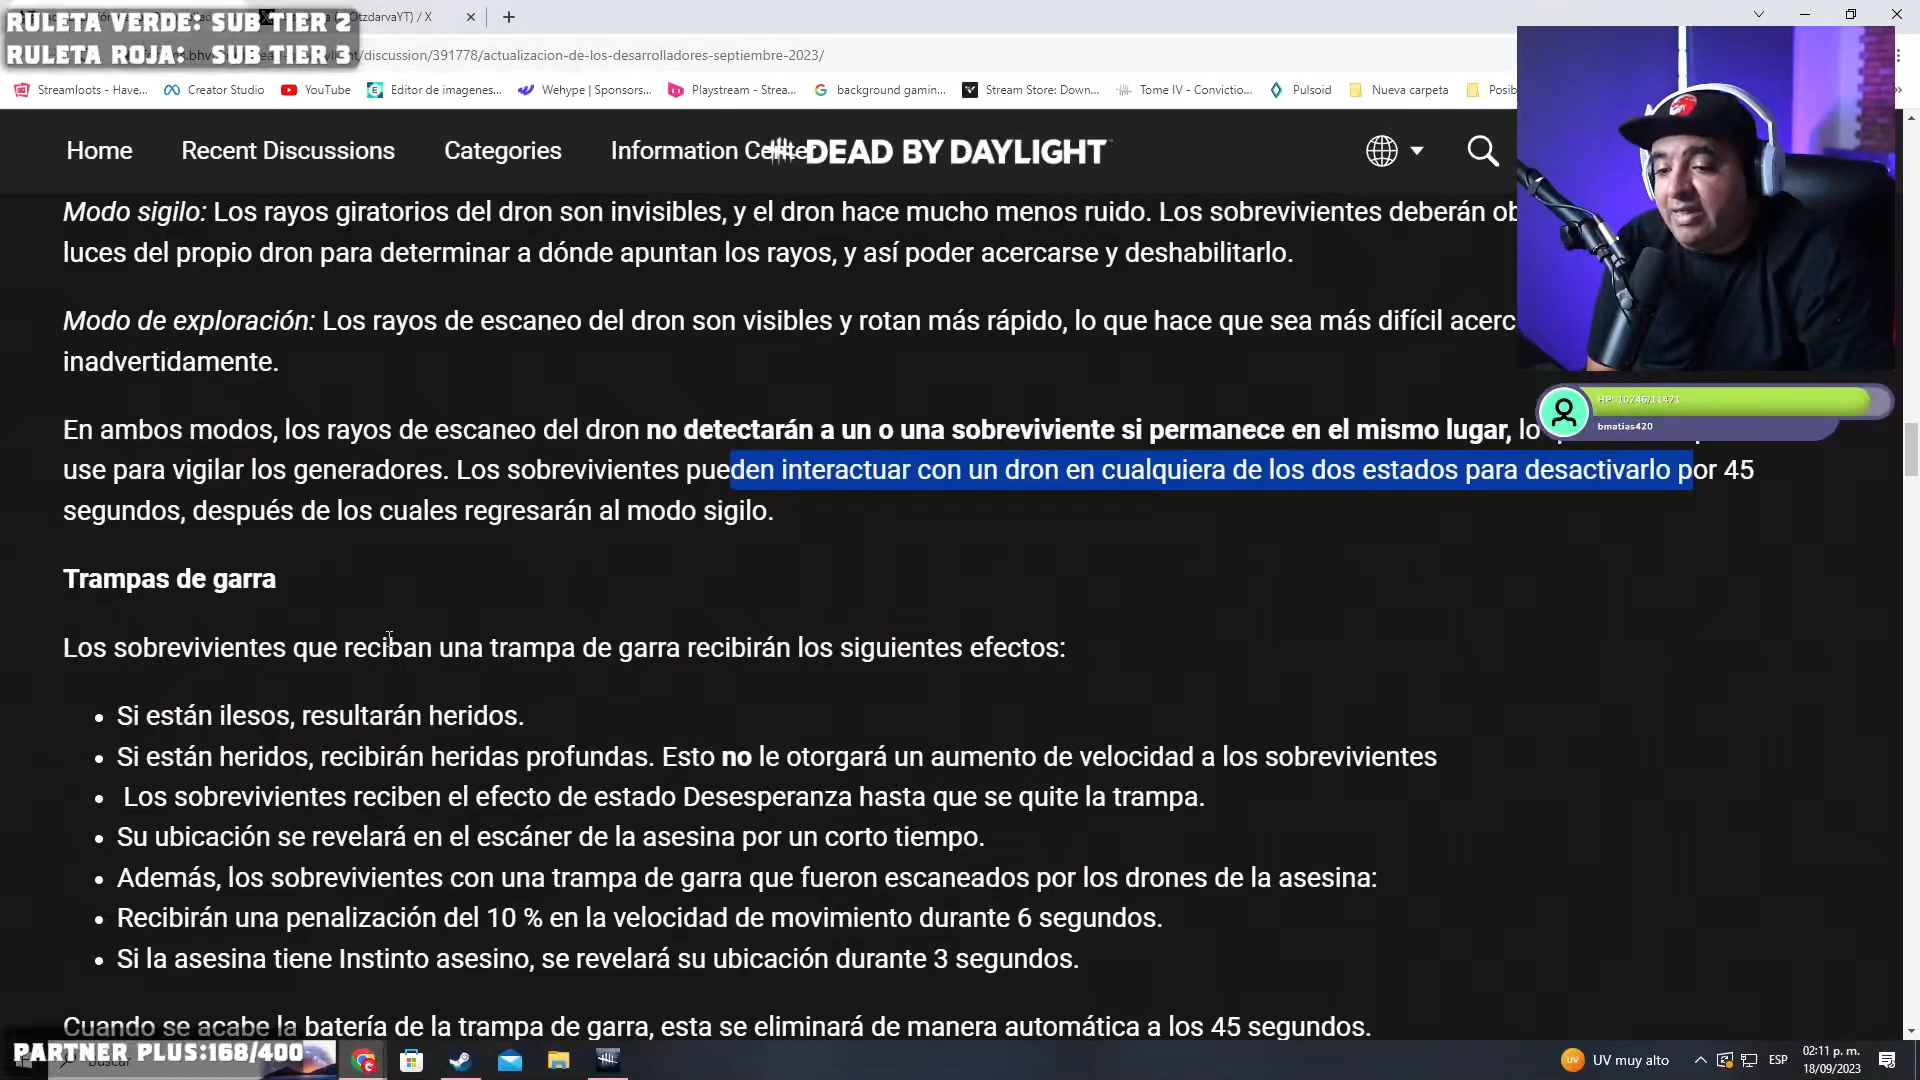 RULETA VERDE: SUB TIER 2
RULETA ROJA: SUB TIER 3
OtzdarvaYT) / X
/discussion/391778/actualizacion-de-los-desarrolladores-septiembre-2023/
Streamloots - Have...
Creator Studio
YouTube
Editor de imagenes...
Wehype | Sponsors...
Playstream - Strea...
background gamin...
Stream Store: Down...
Tome IV - Convictio...
Pulsoid
Nueva carpeta
Posib
Home
Recent Discussions
Categories
Information Center
DEAD BY DAYLIGHT
Modo sigilo: Los rayos giratorios del dron son invisibles, y el dron hace mucho menos ruido. Los sobrevivientes deberán ob
luces del propio dron para determinar a dónde apuntan los rayos, y así poder acercarse y deshabilitarlo.
Modo de exploración: Los rayos de escaneo del dron son visibles y rotan más rápido, lo que hace que sea más difícil acerc
inadvertidamente.
HP: 10746/11471
bmatias420
En ambos modos, los rayos de escaneo del dron no detectarán a un o una sobreviviente si permanece en el mismo lugar, lo
use para vigilar los generadores. Los sobrevivientes pueden interactuar con un dron en cualquiera de los dos estados para desactivarlo por 45
segundos, después de los cuales regresarán al modo sigilo.
Trampas de garra
Los sobrevivientes que reciban una trampa de garra recibirán los siguientes efectos:
• Si están ilesos, resultarán heridos.
• Si están heridos, recibirán heridas profundas. Esto no le otorgará un aumento de velocidad a los sobrevivientes
• Los sobrevivientes reciben el efecto de estado Desesperanza hasta que se quite la trampa.
• Su ubicación se revelará en el escáner de la asesina por un corto tiempo.
• Además, los sobrevivientes con una trampa de garra que fueron escaneados por los drones de la asesina:
• Recibirán una penalización del 10 % en la velocidad de movimiento durante 6 segundos.
• Si la asesina tiene Instinto asesino, se revelará su ubicación durante 3 segundos.
Cuando se acabe la batería de la trampa de garra, esta se eliminará de manera automática a los 45 segundos.
PARTNER PLUS:168/400
Buscar
UV muy alto
ESP
02:11 p. m.
18/09/2023